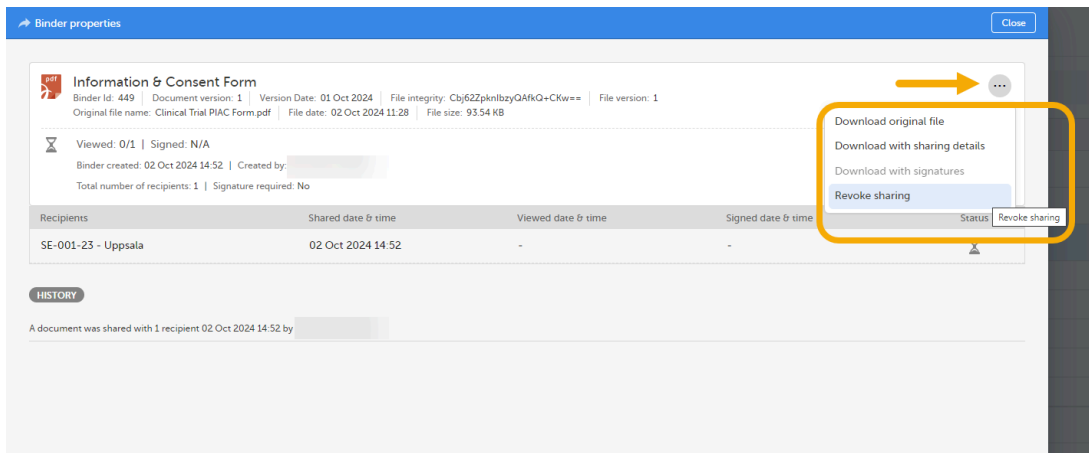 Binder properties
Close
pdf
Information & Consent Form
Binder Id: 449 Document version: 1 Version Date: 01 Oct 2024 File integrity: Cbj62ZpknIbzyQAfkQ+CKw== File version: 1
Original file name: Clinical Trial PIAC Form.pdf File date: 02 Oct 2024 11:28 File size: 93.54 KB
...
Download original file
Download with sharing details
Download with signatures
Revoke sharing
Revoke sharing
Viewed: 0/1 | Signed: N/A
Binder created: 02 Oct 2024 14:52 | Created by:
Total number of recipients: 1 | Signature required: No
Recipients Shared date & time Viewed date & time Signed date & time Status
SE-001-23 - Uppsala 02 Oct 2024 14:52 - -
HISTORY
A document was shared with 1 recipient 02 Oct 2024 14:52 by